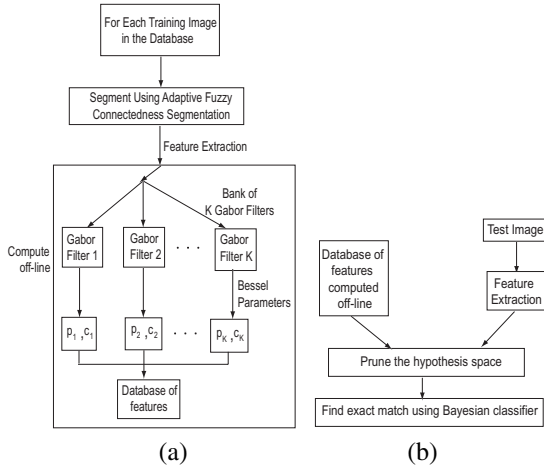 For Each Training Image
in the Database
Segment Using Adaptive Fuzzy
Connectedness Segmentation
Feature Extraction
Bank of
K Gabor Filters
Compute
off-line
Gabor
Filter 1
Gabor
Filter 2
. . .
Gabor
Filter K
Bessel
Parameters
p1 ,c1
p2 ,c2
. . .
pK ,cK
Database of
features
(a)
Test Image
Database of
features
computed
off-line
Feature
Extraction
Prune the hypothesis space
Find exact match using Bayesian classifier
(b)